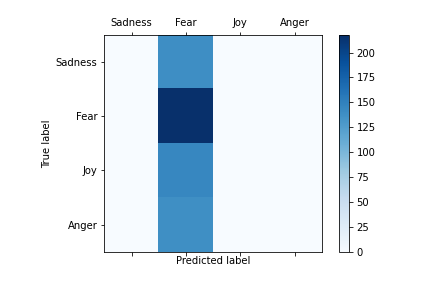 Sadness Fear Joy Anger
Sadness
Fear
Joy
Anger
True label
Predicted label
200
175
150
125
100
75
50
25
0